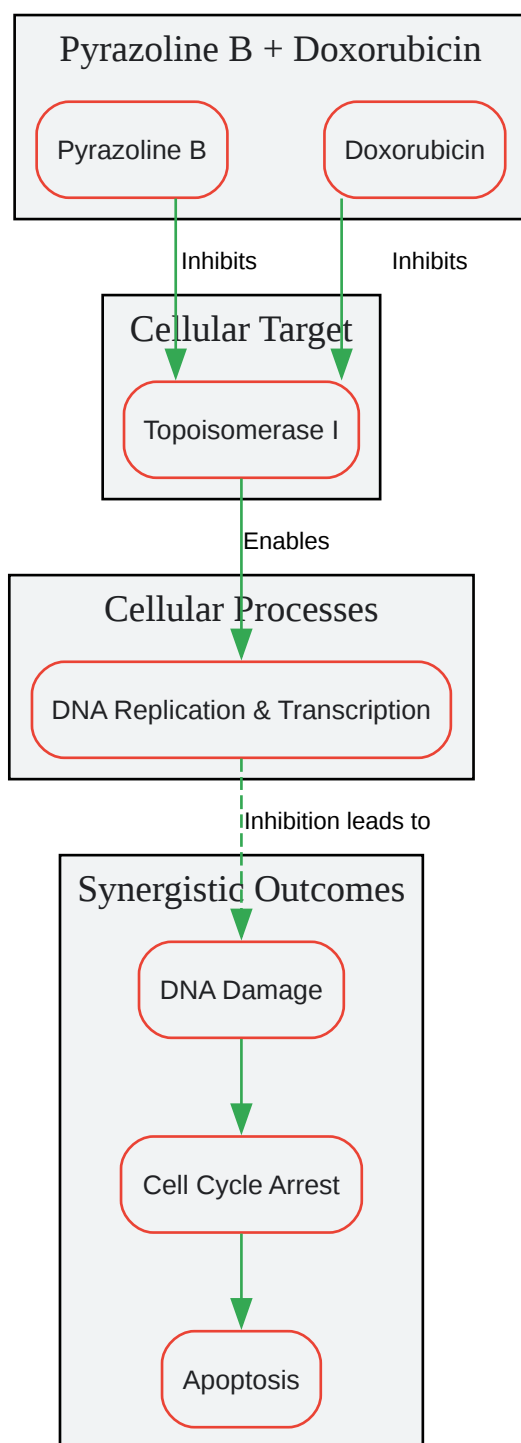 Pyrazoline B + Doxorubicin
Pyrazoline B
Doxorubicin
Inhibits
Inhibits
Cellular Target
Topoisomerase I
Enables
Cellular Processes
DNA Replication & Transcription
Inhibition leads to
Synergistic Outcomes
DNA Damage
Cell Cycle Arrest
Apoptosis